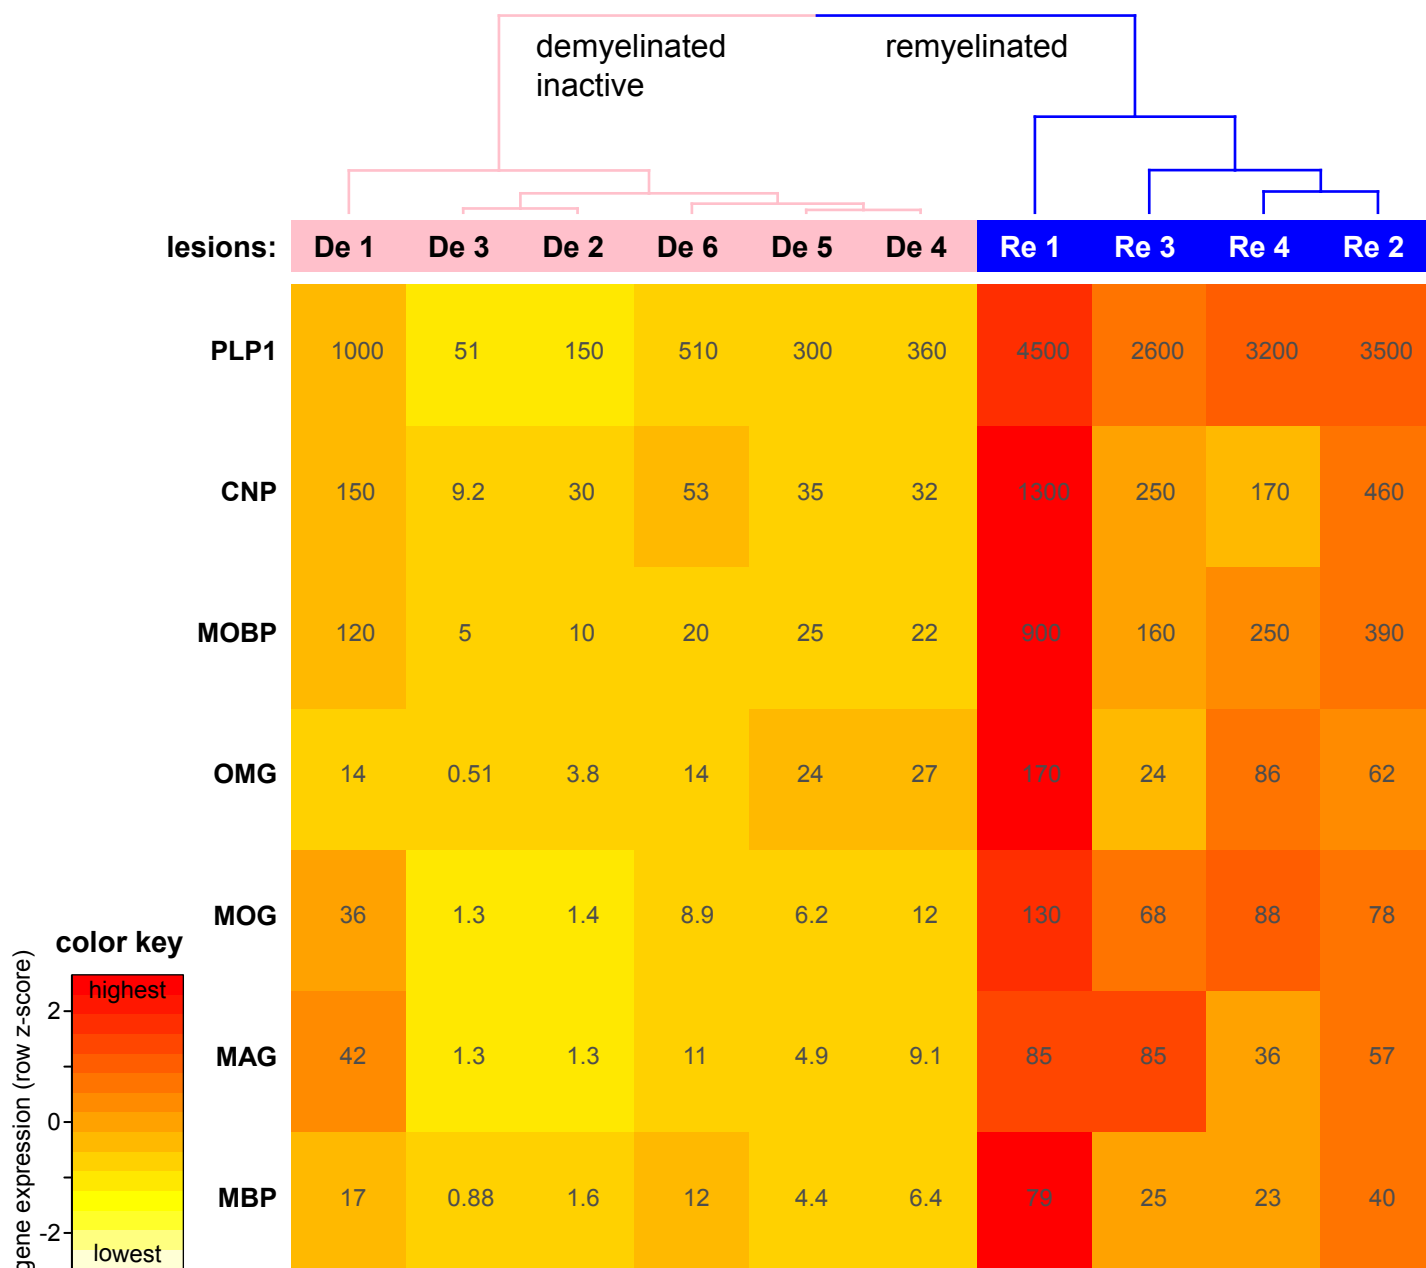 demyelinated remyelinated
inactive
lesions: De 1 De 3 De 2 De 6 De 5 De 4 Re 1 Re 3 Re 4 Re 2
PLP1 1000 51 150 510 300 360 4500 2600 3200 3500
CNP 150 9.2 30 53 35 32 1300 250 170 460
MOBP 120 5 10 20 25 22 900 160 250 390
OMG 14 0.51 3.8 14 24 27 170 24 86 62
MOG 36 1.3 1.4 8.9 6.2 12 130 68 88 78
MAG 42 1.3 1.3 11 4.9 9.1 85 85 36 57
MBP 17 0.88 1.6 12 4.4 6.4 79 25 23 40
color key
highest
2
0
-2
lowest
gene expression (row z-score)